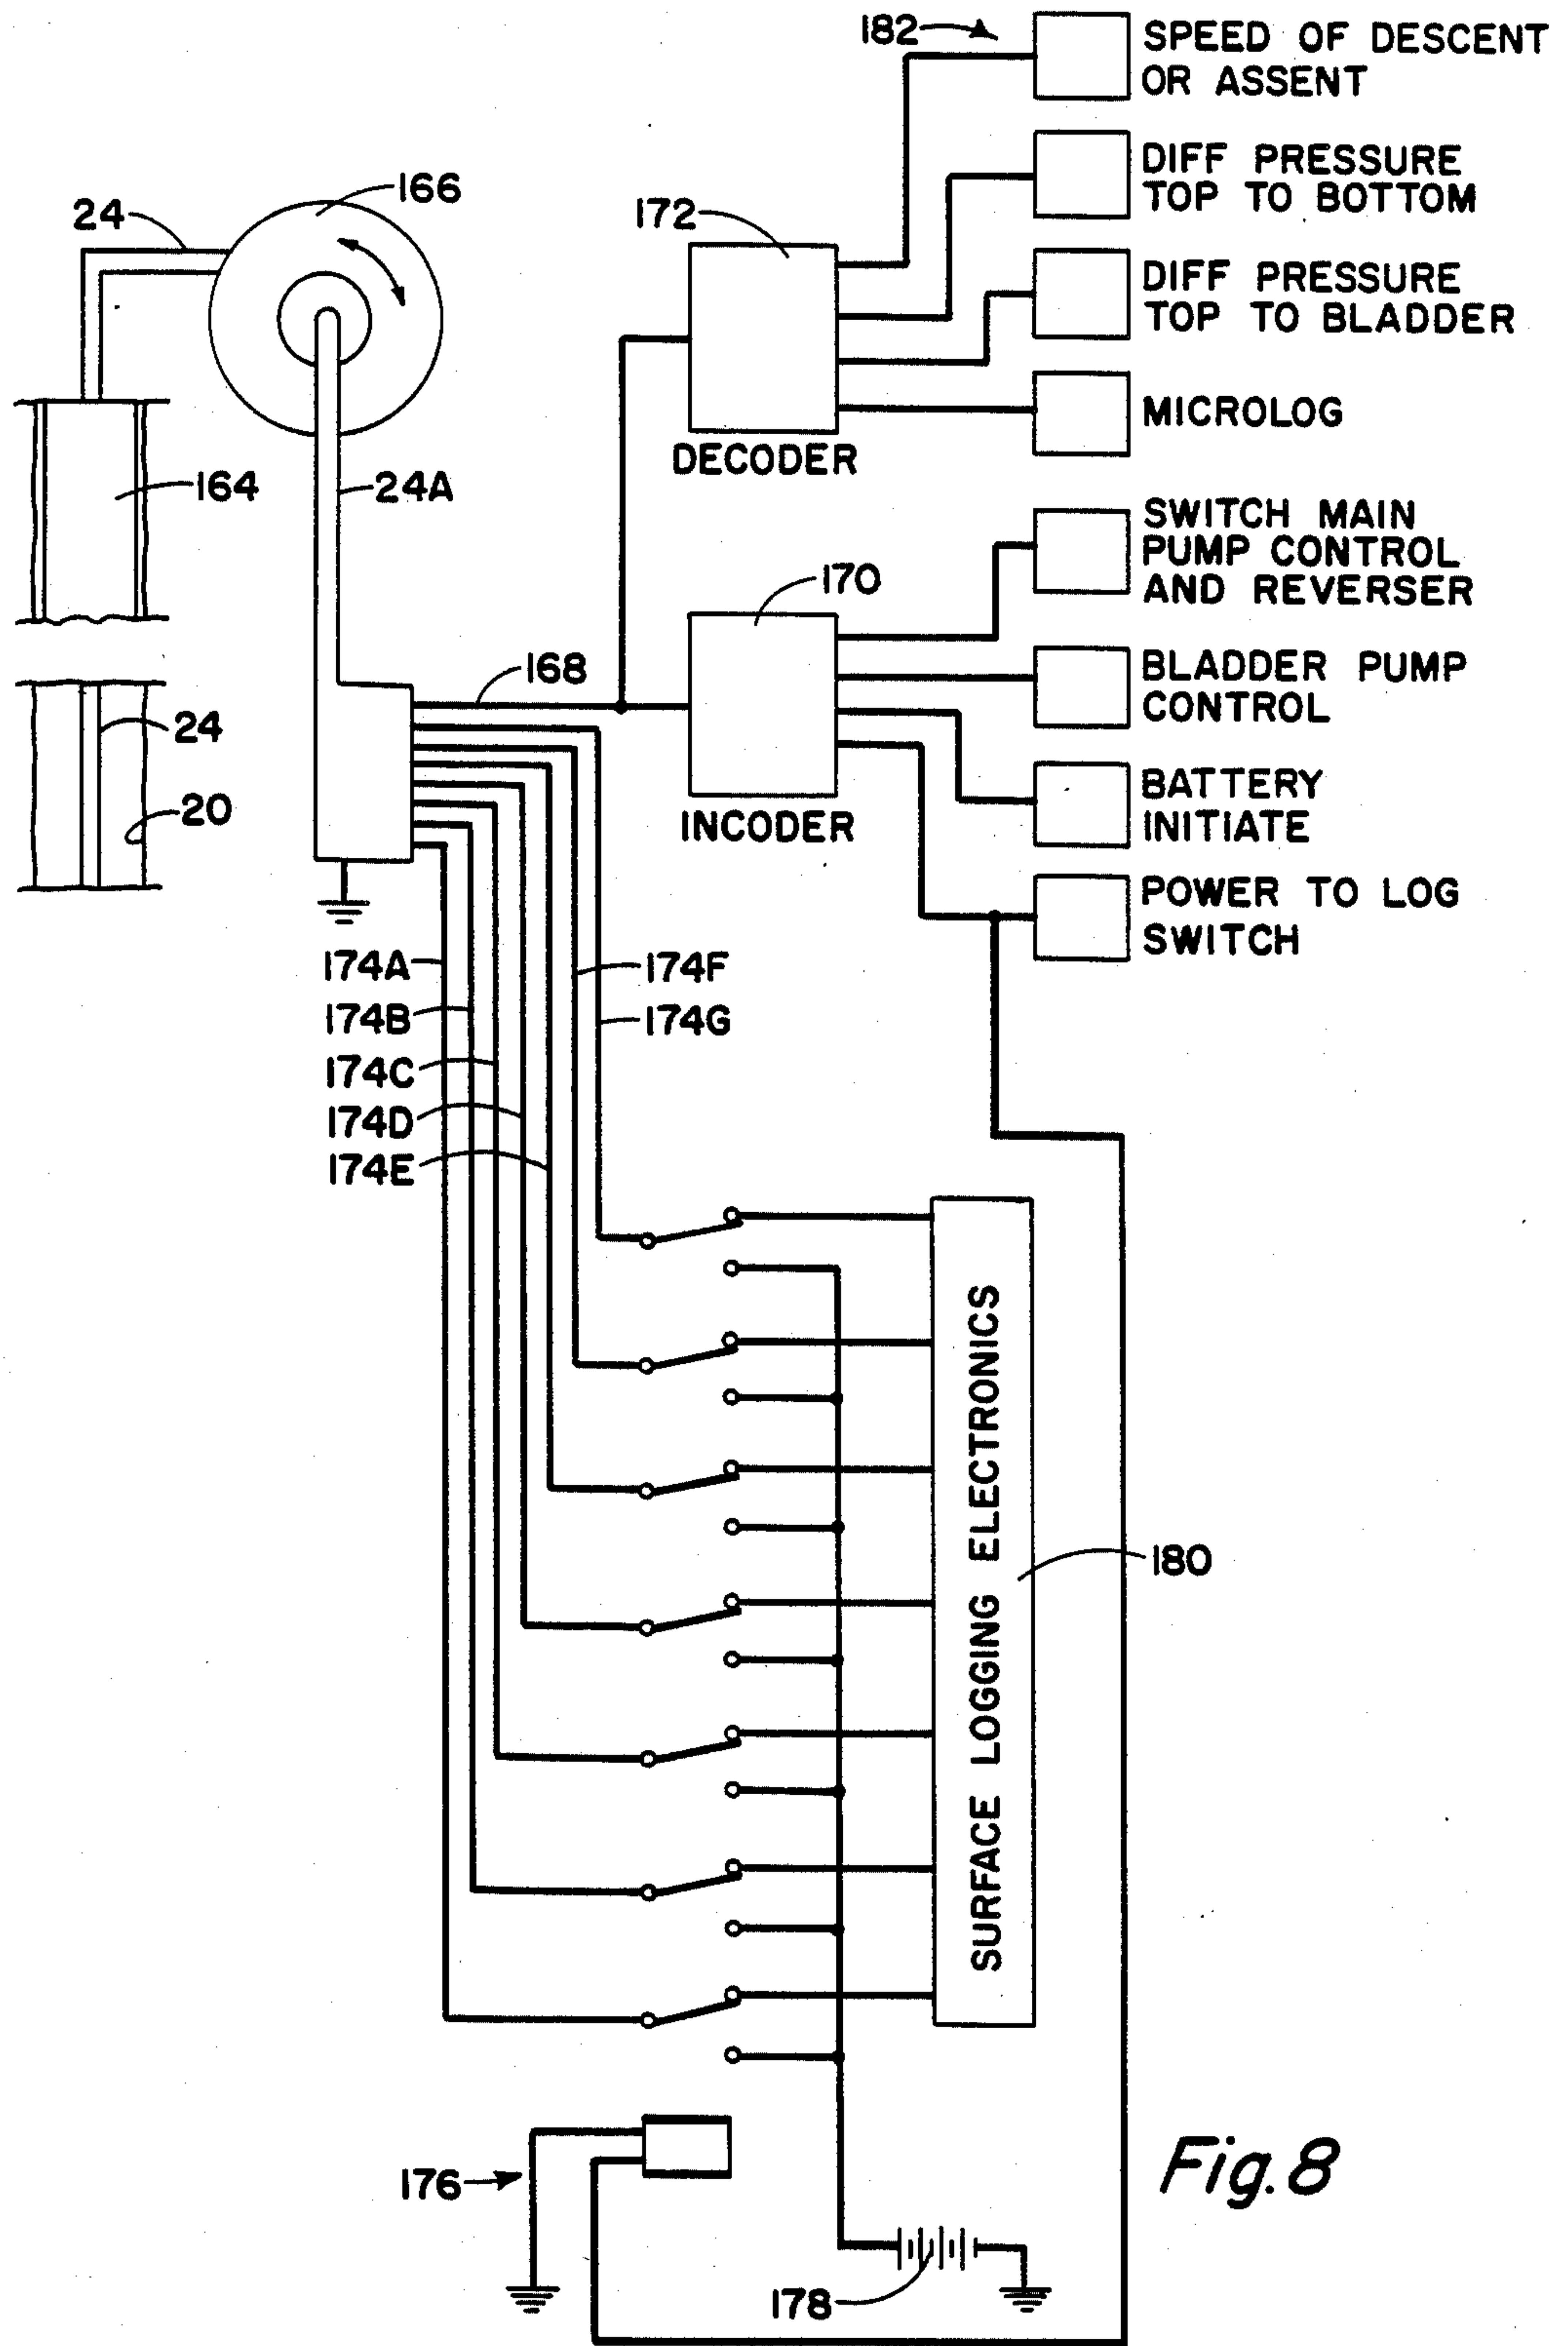 182
SPEED OF DESCENT
OR ASSENT
DIFF PRESSURE
TOP TO BOTTOM
166
24
172
DIFF PRESSURE
TOP TO BLADDER
MICROLOG
DECODER
164
24A
SWITCH MAIN
PUMP CONTROL
AND REVERSER
170
168
BLADDER PUMP
CONTROL
24
20
INCODER
BATTERY
INITIATE
POWER TO LOG
SWITCH
174A
174F
174B
174G
174C
174D
174E
SURFACE LOGGING ELECTRONICS
180
176
178
Fig. 8